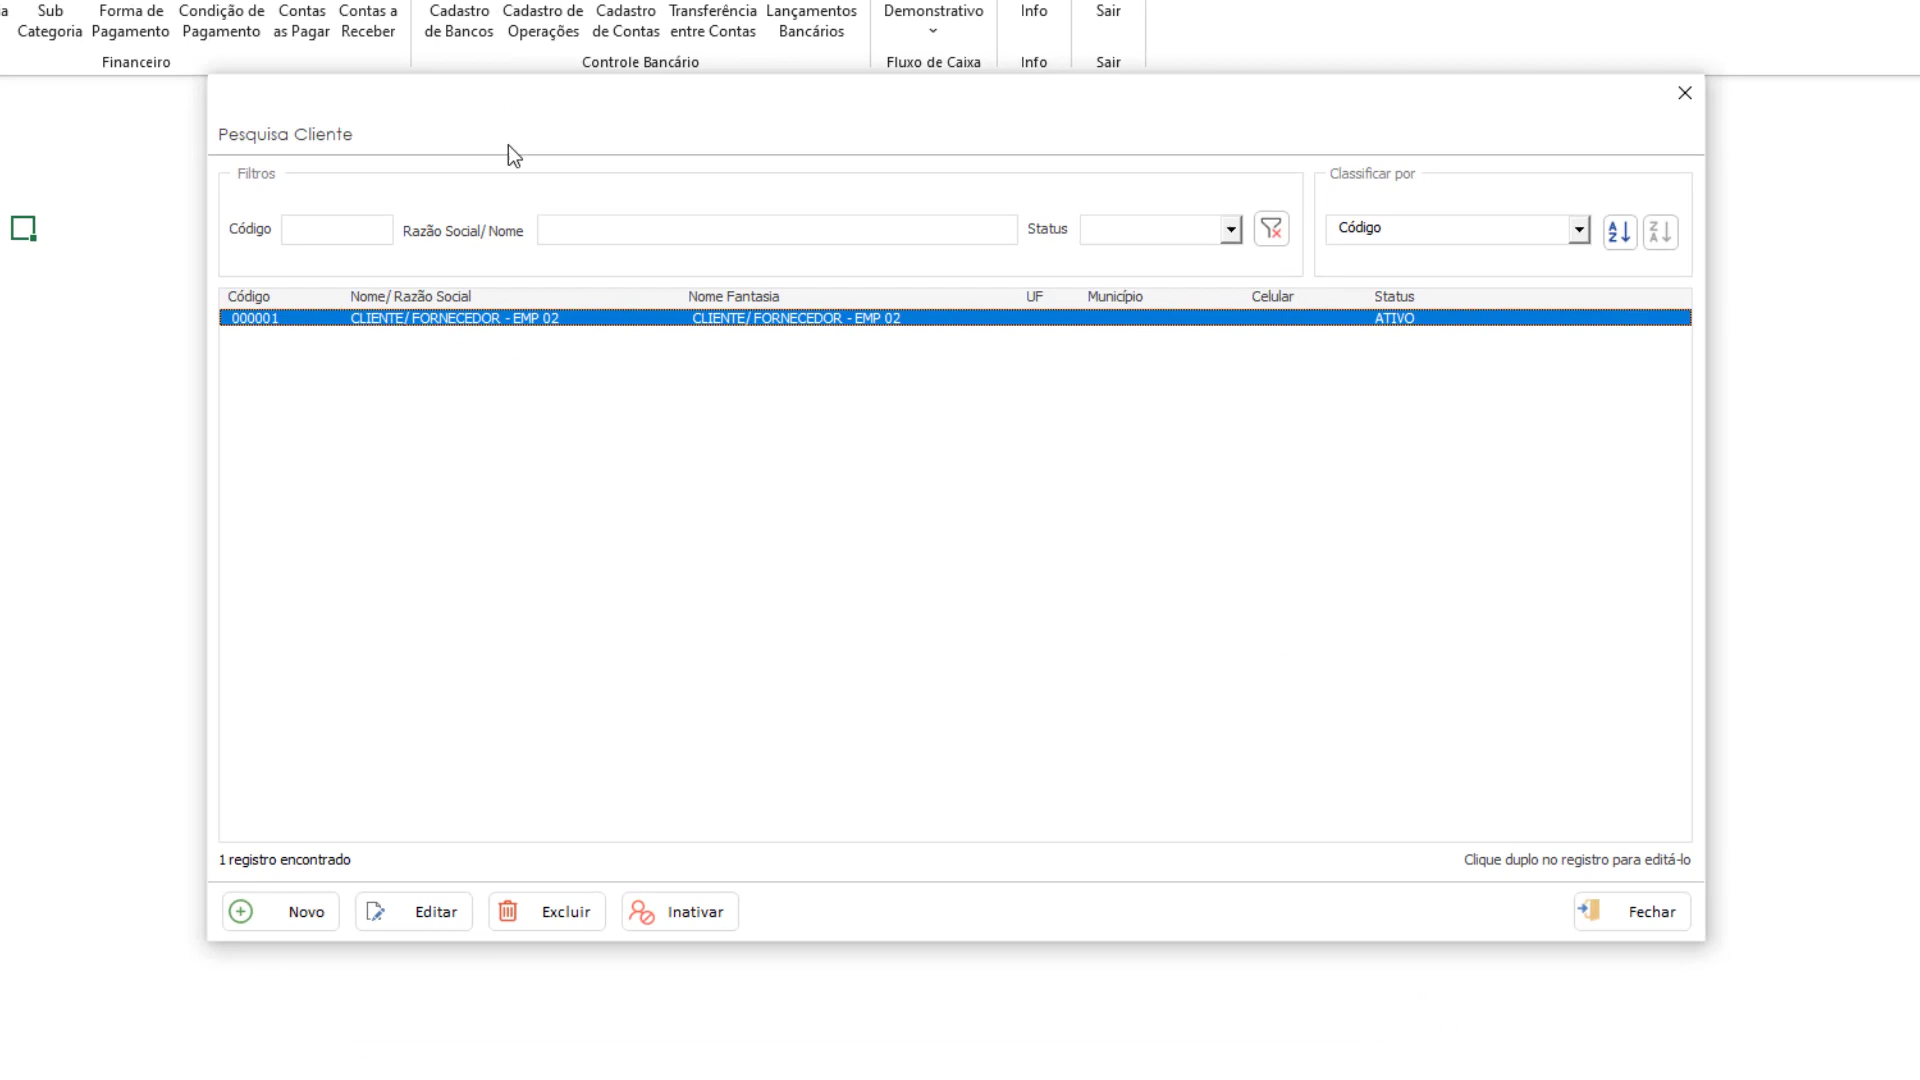 a
Sub
Categoria
Forma de
Pagamento
Condição de
Pagamento
Contas
as Pagar
Contas a
Receber
Financeiro
Cadastro
de Bancos
Cadastro de
Operações
Cadastro
de Contas
Transferência
entre Contas
Lançamentos
Bancários
Controle Bancário
Demonstrativo
Fluxo de Caixa
Info
Info
Sair
Sair
Pesquisa Cliente
Filtros
Classificar por
Código
Razão Social/ Nome
Status
Código
Código Nome/ Razão Social Nome Fantasia UF Município Celular Status
000001 CLIENTE/ FORNECEDOR - EMP 02 CLIENTE/ FORNECEDOR - EMP 02 ATIVO
1 registro encontrado
Clique duplo no registro para editá-lo
Novo
Editar
Excluir
Inativar
Fechar